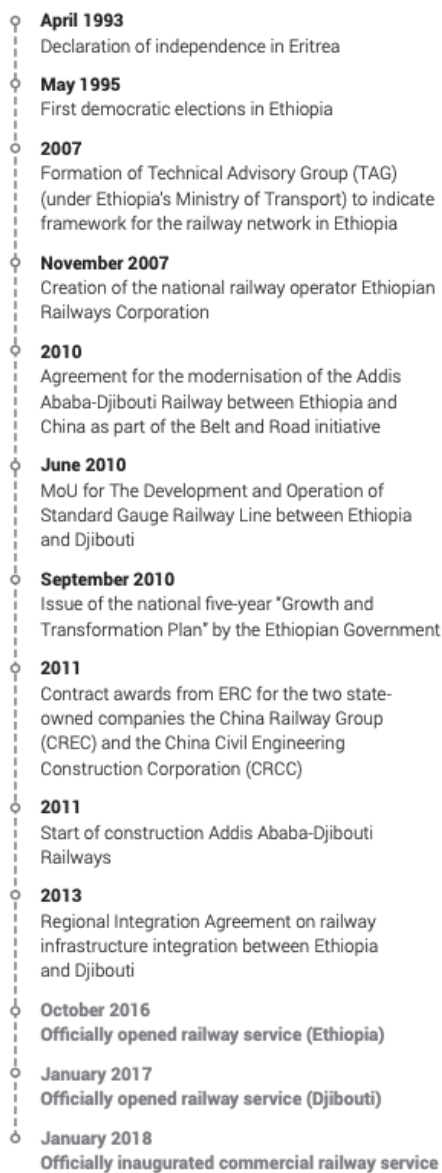 April 1993
Declaration of independence in Eritrea
May 1995
First democratic elections in Ethiopia
2007
Formation of Technical Advisory Group (TAG)
(under Ethiopia's Ministry of Transport) to indicate
framework for the railway network in Ethiopia
November 2007
Creation of the national railway operator Ethiopian
Railways Corporation
2010
Agreement for the modernisation of the Addis
Ababa-Djibouti Railway between Ethiopia and
China as part of the Belt and Road initiative
June 2010
MoU for The Development and Operation of
Standard Gauge Railway Line between Ethiopia
and Djibouti
September 2010
Issue of the national five-year "Growth and
Transformation Plan" by the Ethiopian Government
2011
Contract awards from ERC for the two state-
owned companies the China Railway Group
(CREC) and the China Civil Engineering
Construction Corporation (CRCC)
2011
Start of construction Addis Ababa-Djibouti
Railways
2013
Regional Integration Agreement on railway
infrastructure integration between Ethiopia
and Djibouti
October 2016
Officially opened railway service (Ethiopia)
January 2017
Officially opened railway service (Djibouti)
January 2018
Officially inaugurated commercial railway service